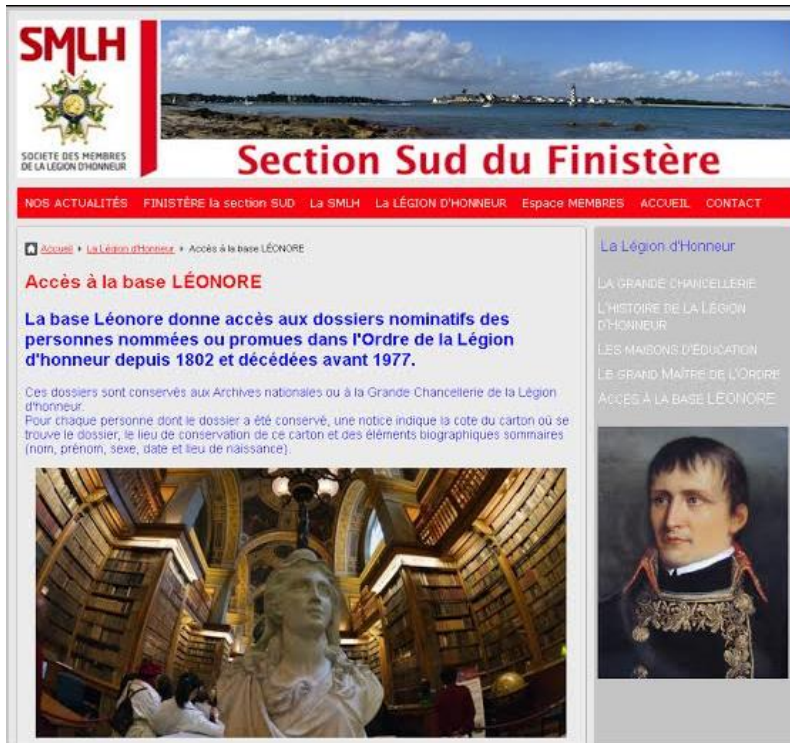 SMLH
SOCIETE DES MEMBRES
DE LA LEGION D'HONNEUR
Section Sud du Finistère
NOS ACTUALITÉS FINISTÈRE la section SUD La SMLH La LÉGION D'HONNEUR Espace MEMBRES ACCUEIL CONTACT
Accueil La Légion d'Honneur Accès à la base LÉONORE
Accès à la base LÉONORE
La base Léonore donne accès aux dossiers nominatifs des
personnes nommées ou promues dans l'Ordre de la Légion
d'honneur depuis 1802 et décédées avant 1977.
Ces dossiers sont conservés aux Archives nationales ou à la Grande Chancellerie de la Légion
d'honneur.
Pour chaque personne dont le dossier a été conservé, une notice indique la cote du carton où se
trouve le dossier, le lieu de conservation de ce carton et des éléments biographiques sommaires
(nom, prénom, sexe, date et lieu de naissance).
La Légion d'Honneur
LA GRANDE CHANCELLERIE
L'HISTOIRE DE LA LÉGION
D'HONNEUR
LES MAISONS D'ÉDUCATION
LE GRAND MAÎTRE DE L'ORDRE
ACCÈS À LA BASE LÉONORE